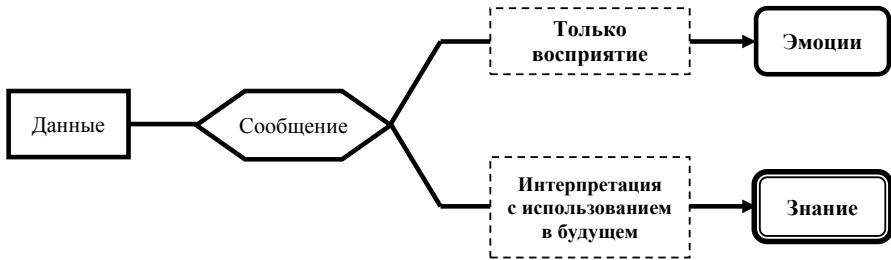 Данные
Сообщение
Только
восприятие
Эмоции
Интерпретация
с использованием
в будущем
Знание